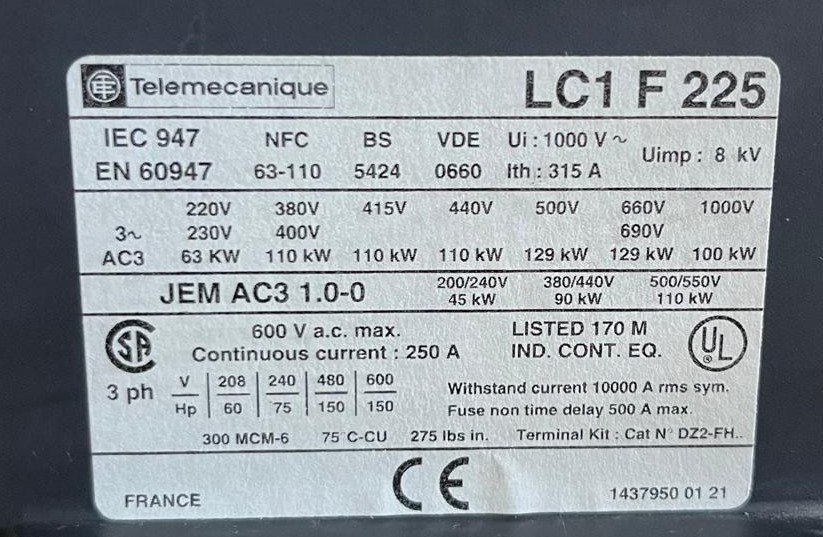 Telemecanique LC1 F 225
IEC 947 NFC BS VDE Ui : 1000 V ~
EN 60947 63-110 5424 0660 Ith : 315 A Uimp : 8 kV
220V 380V 415V 440V 500V 660V 1000V
3~ 230V 400V 690V
AC3 63 KW 110 kW 110 kW 110 kW 129 kW 129 kW 100 kW
JEM AC3 1.0-0 200/240V 380/440V 500/550V
45 kW 90 kW 110 kW
SA 600 V a.c. max. LISTED 170 M UL ®
Continuous current : 250 A IND. CONT. EQ.
3 ph V 208 240 480 600 Withstand current 10000 A rms sym.
Hp 60 75 150 150 Fuse non time delay 500 A max.
300 MCM-6 75°C-CU 275 lbs in. Terminal Kit : Cat N° DZ2-FH..
FRANCE CE 1437950 01 21